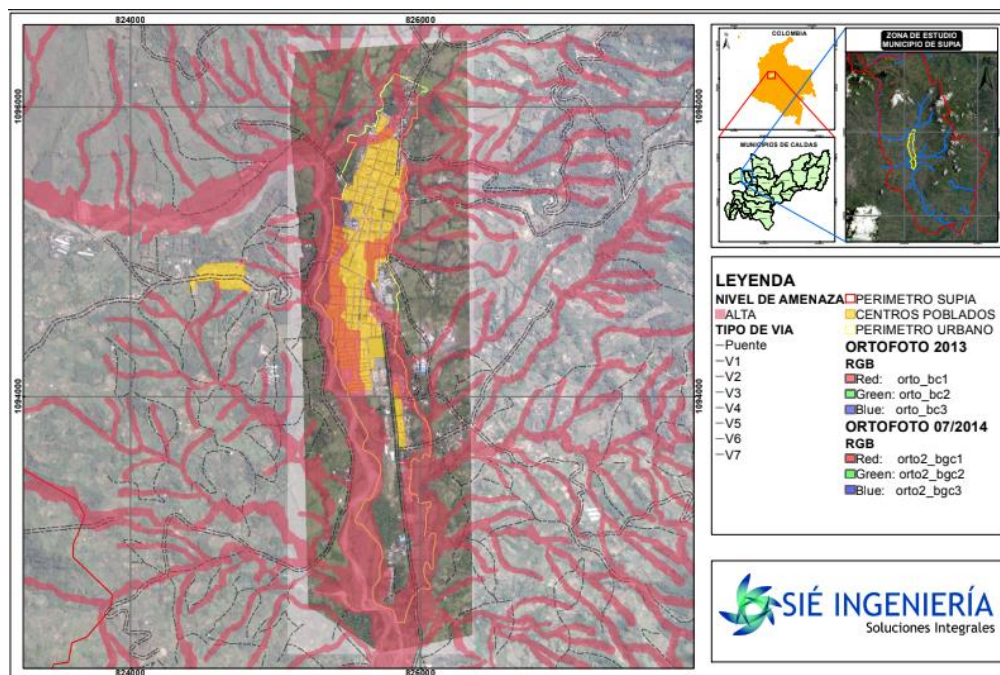 824000
826000
1096000
1096000
1094000
1094000
824000
826000
COLOMBIA
MUNICIPIOS DE CALDAS
ZONA DE ESTUDIO
MUNICIPIO DE SUPIA
LEYENDA
NIVEL DE AMENAZA
ALTA
TIPO DE VIA
Puente
V1
V2
V3
V4
V5
V6
V7
PERIMETRO SUPIA
CENTROS POBLADOS
PERIMETRO URBANO
ORTOFOTO 2013
RGB
Red: orto_bc1
Green: orto_bc2
Blue: orto_bc3
ORTOFOTO 07/2014
RGB
Red: orto2_bgc1
Green: orto2_bgc2
Blue: orto2_bgc3
SIÉ INGENIERÍA
Soluciones Integrales